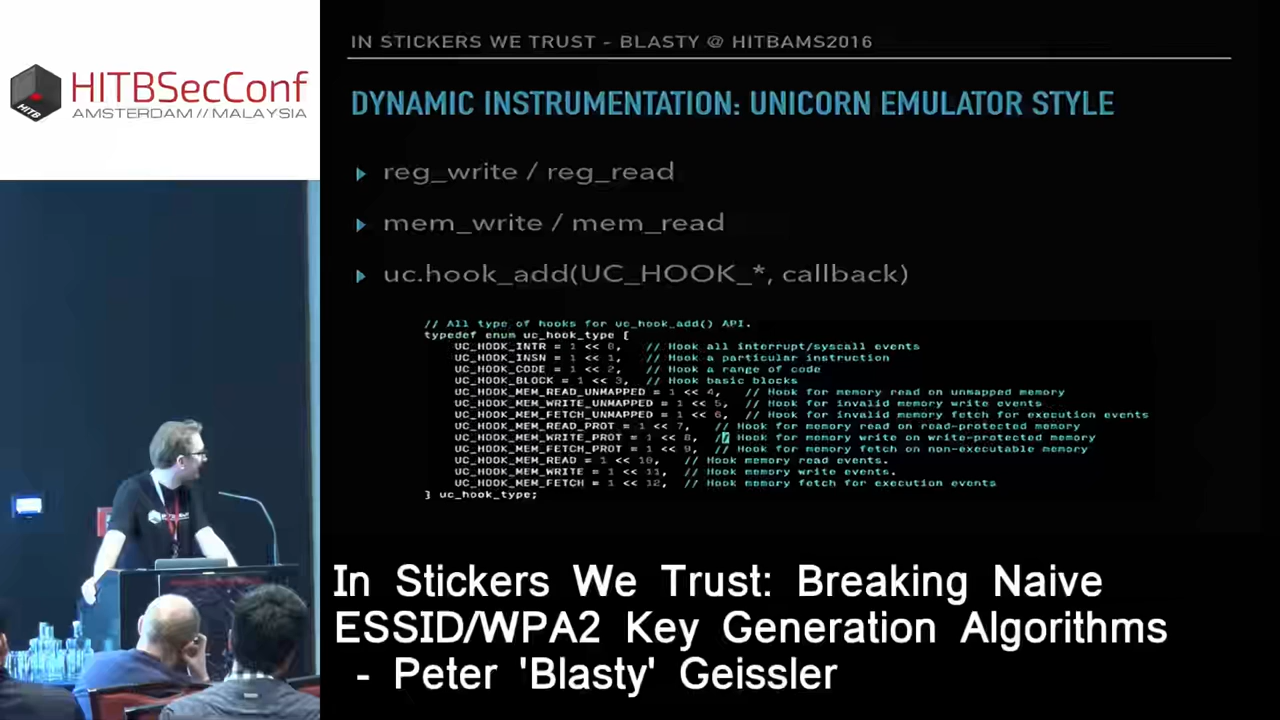 HITBSecConf
AMSTERDAM // MALAYSIA
HITB
IN STICKERS WE TRUST - BLASTY @ HITBAMS2016
DYNAMIC INSTRUMENTATION: UNICORN EMULATOR STYLE
reg_write / reg_read
mem_write / mem_read
uc.hook_add(UC_HOOK_*, callback)
// All type of hooks for uc_hook_add() API.
typedef enum uc_hook_type {
UC_HOOK_INTR = 1 << 0, // Hook all interrupt/syscall events
UC_HOOK_INSN = 1 << 1, // Hook a particular instruction
UC_HOOK_CODE = 1 << 2, // Hook a range of code
UC_HOOK_BLOCK = 1 << 3, // Hook basic blocks
UC_HOOK_MEM_READ_UNMAPPED = 1 << 4, // Hook for memory read on unmapped memory
UC_HOOK_MEM_WRITE_UNMAPPED = 1 << 5, // Hook for invalid memory write events
UC_HOOK_MEM_FETCH_UNMAPPED = 1 << 6, // Hook for invalid memory fetch for execution events
UC_HOOK_MEM_READ_PROT = 1 << 7, // Hook for memory read on read-protected memory
UC_HOOK_MEM_WRITE_PROT = 1 << 8, // Hook for memory write on write-protected memory
UC_HOOK_MEM_FETCH_PROT = 1 << 9, // Hook for memory fetch on non-executable memory
UC_HOOK_MEM_READ = 1 << 10, // Hook memory read events.
UC_HOOK_MEM_WRITE = 1 << 11, // Hook memory write events.
UC_HOOK_MEM_FETCH = 1 << 12, // Hook memory fetch for execution events
} uc_hook_type;
In Stickers We Trust: Breaking Naive
ESSID/WPA2 Key Generation Algorithms
- Peter 'Blasty' Geissler